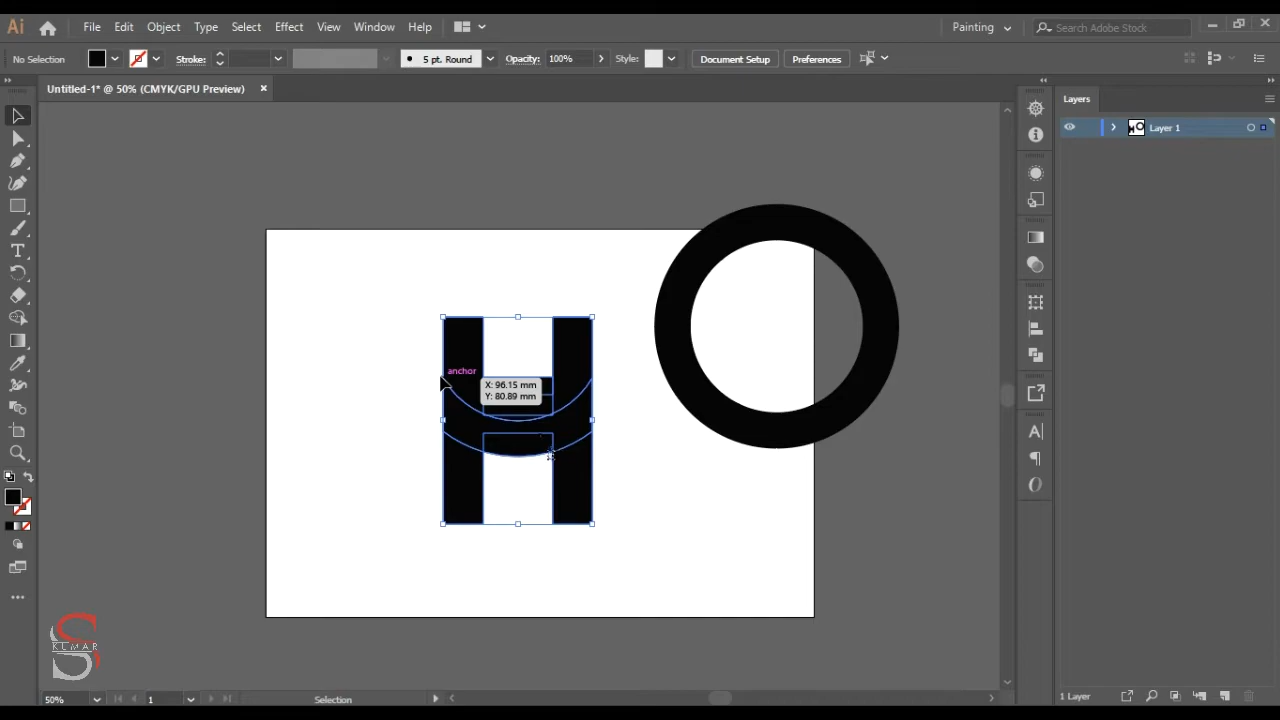 Ai File Edit Object Type Select Effect View Window Help Painting Search Adobe Stock
No Selection Stroke: 5 pt. Round Opacity: 100% Style: Document Setup Preferences
Untitled-1* @ 50% (CMYK/GPU Preview)
Layers
Layer 1
anchor
X: 96.15 mm
Y: 80.89 mm
H
S
KUMAR
50% 1 Selection
1 Layer